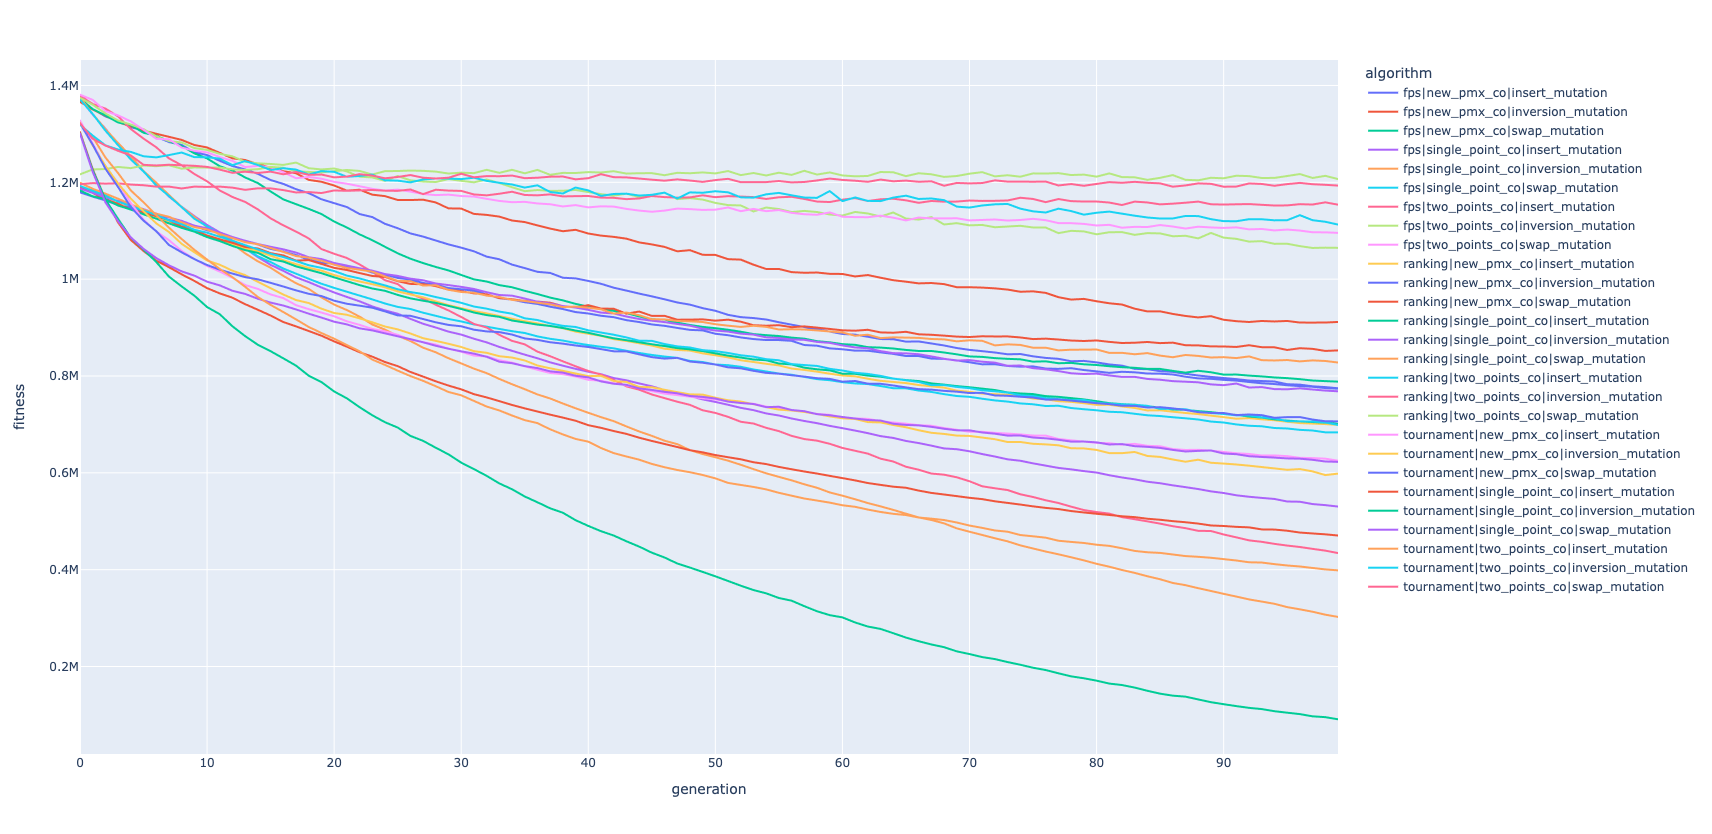 algorithm
1.4M
1.2M
1M
0.8M
0.6M
0.4M
0.2M
fitness
0 10 20 30 40 50 60 70 80 90
generation
fps|new_pmx_co|insert_mutation
fps|new_pmx_co|inversion_mutation
fps|new_pmx_co|swap_mutation
fps|single_point_co|insert_mutation
fps|single_point_co|inversion_mutation
fps|single_point_co|swap_mutation
fps|two_points_co|insert_mutation
fps|two_points_co|inversion_mutation
fps|two_points_co|swap_mutation
ranking|new_pmx_co|insert_mutation
ranking|new_pmx_co|inversion_mutation
ranking|new_pmx_co|swap_mutation
ranking|single_point_co|insert_mutation
ranking|single_point_co|inversion_mutation
ranking|single_point_co|swap_mutation
ranking|two_points_co|insert_mutation
ranking|two_points_co|inversion_mutation
ranking|two_points_co|swap_mutation
tournament|new_pmx_co|insert_mutation
tournament|new_pmx_co|inversion_mutation
tournament|new_pmx_co|swap_mutation
tournament|single_point_co|insert_mutation
tournament|single_point_co|inversion_mutation
tournament|single_point_co|swap_mutation
tournament|two_points_co|insert_mutation
tournament|two_points_co|inversion_mutation
tournament|two_points_co|swap_mutation